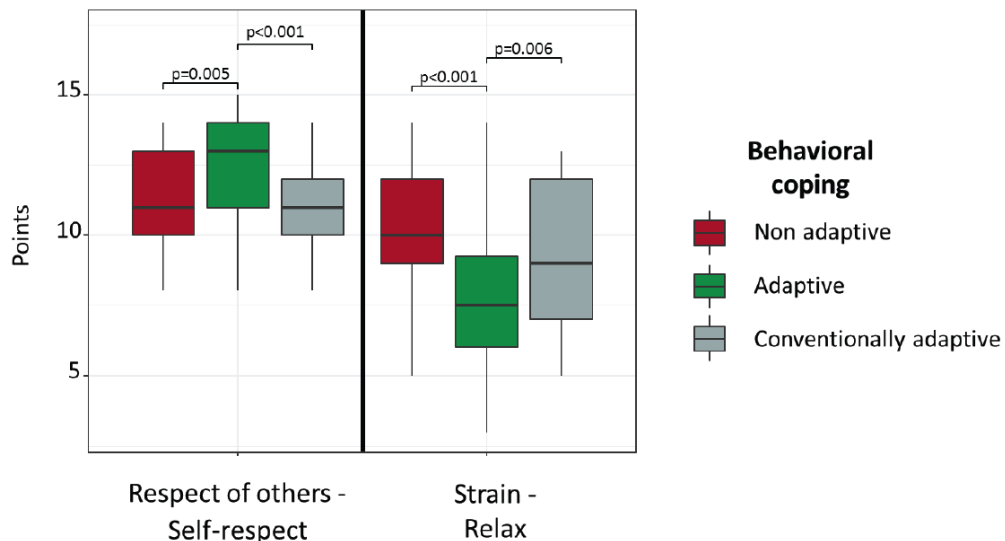 p<0.001
p=0.005
p=0.006
p<0.001
15
10
5
Points
Respect of others -
Self-respect
Strain -
Relax
Behavioral
coping
Non adaptive
Adaptive
Conventionally adaptive